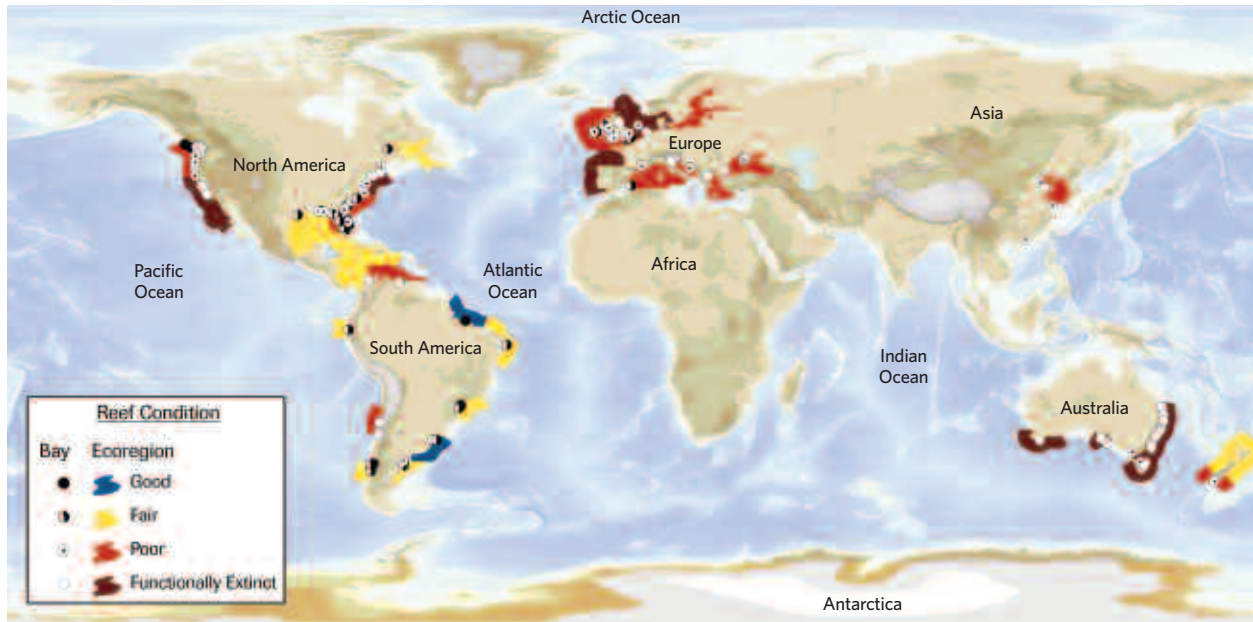 Arctic Ocean
Asia
Europe
North America
Africa
Pacific
Ocean
Atlantic
Ocean
South America
Indian
Ocean
Australia
Reef Condition
Bay Ecoregion
Good
Fair
Poor
Functionally Extinct
Antarctica